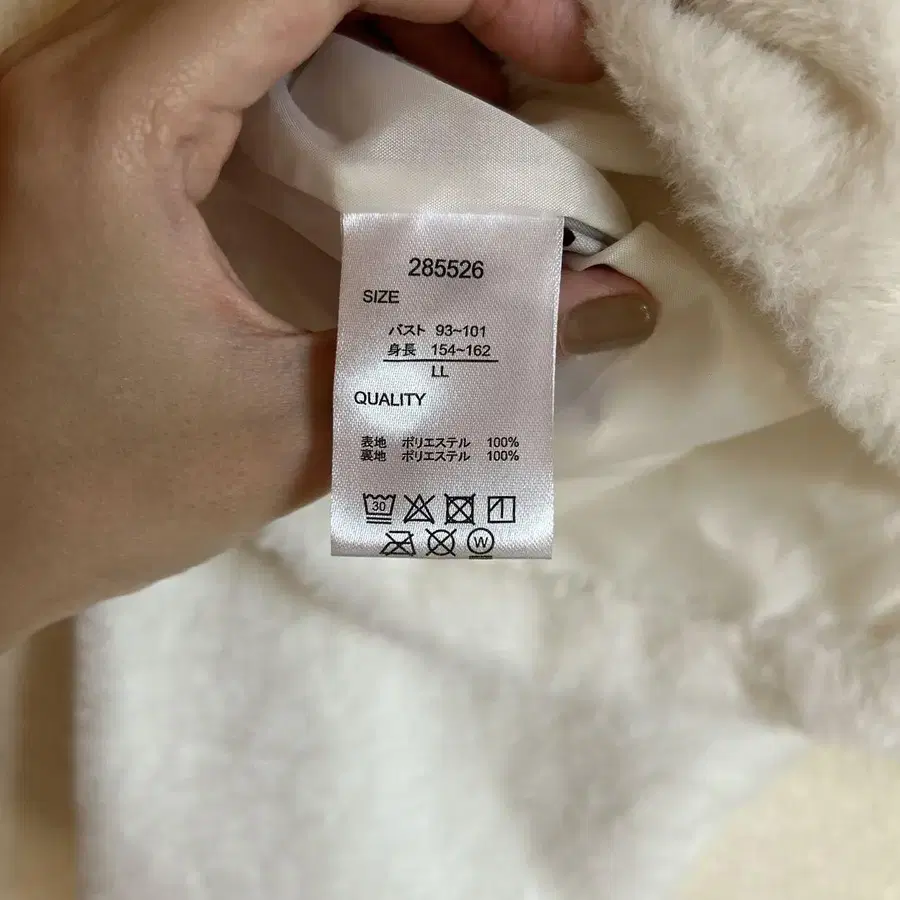 285526
SIZE
バスト 93~101
身長 154~162
LL
QUALITY
表地 ポリエステル 100%
裏地 ポリエステル 100%
30
W